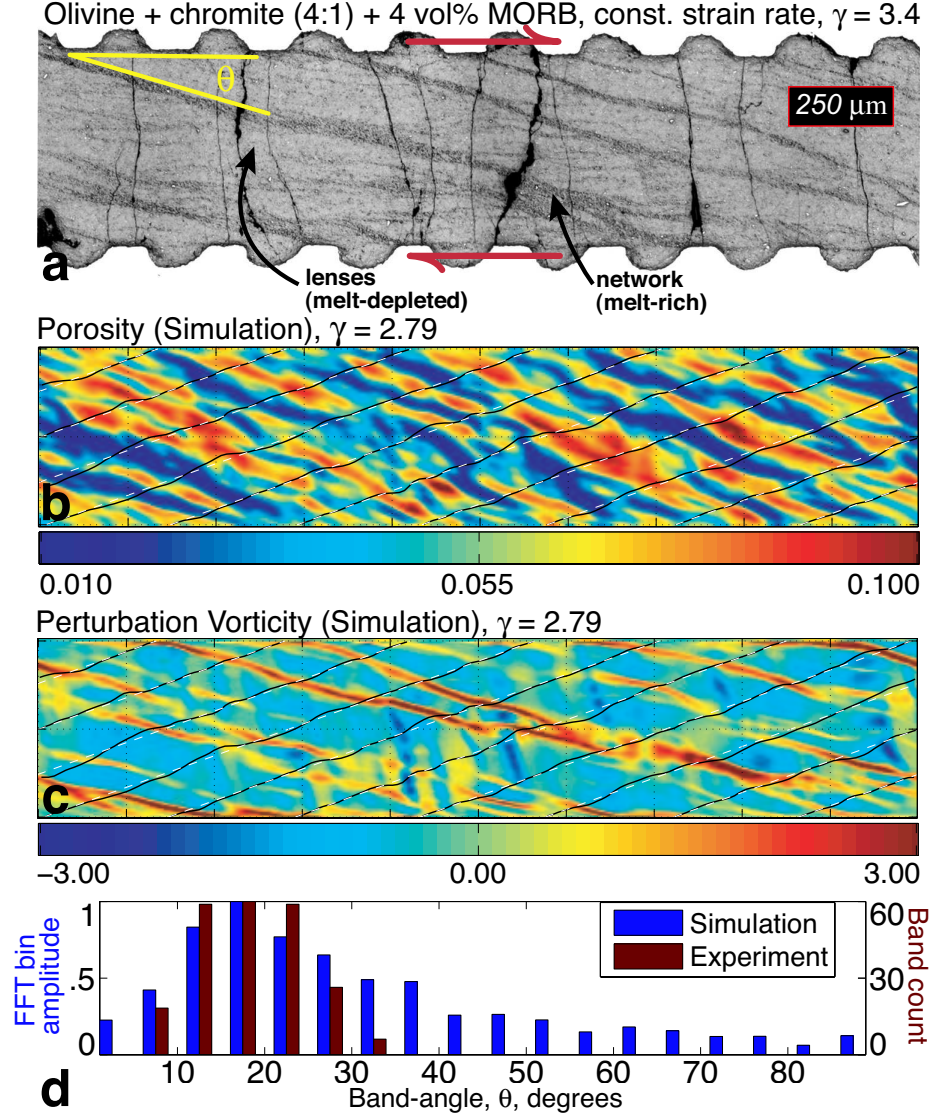 Olivine + chromite (4:1) + 4 vol% MORB, const. strain rate, γ = 3.4
θ
250 μm
a
lenses
(melt-depleted)
network
(melt-rich)
Porosity (Simulation), γ = 2.79
b
0.010 0.055 0.100
Perturbation Vorticity (Simulation), γ = 2.79
c
−3.00 0.00 3.00
FFT bin
amplitude
1
.5
0
Simulation
Experiment
60
30
0
Band count
10 20 30 40 50 60 70 80
Band-angle, θ, degrees
d